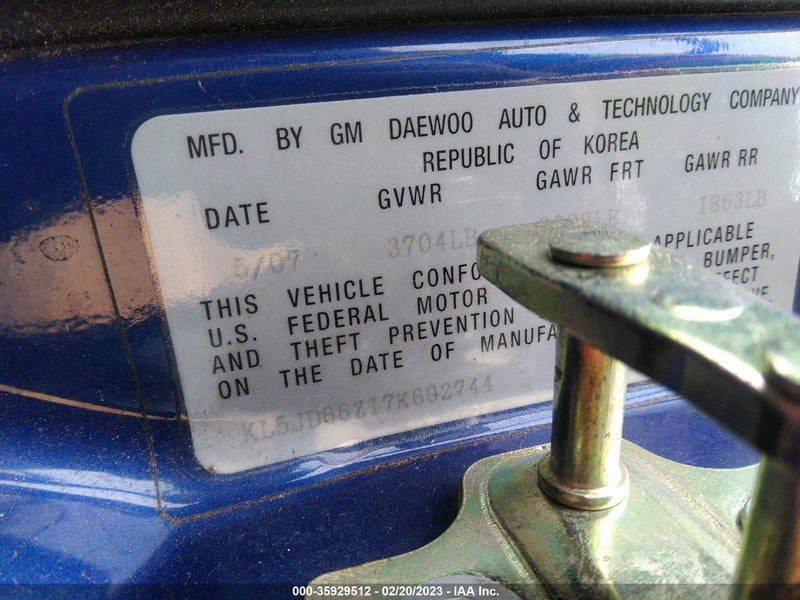 MFD. BY GM DAEWOO AUTO & TECHNOLOGY COMPANY
REPUBLIC OF KOREA
DATE GVWR GAWR FRT GAWR RR
5/07 3704LB 1863LB
THIS VEHICLE APPLICABLE
U.S. FEDERAL MOTOR BUMPER,
AND THEFT PREVENTION
ON THE DATE OF
KL5JD66Z17K692744
000-35929512 - 02/20/2023 - IAA Inc.